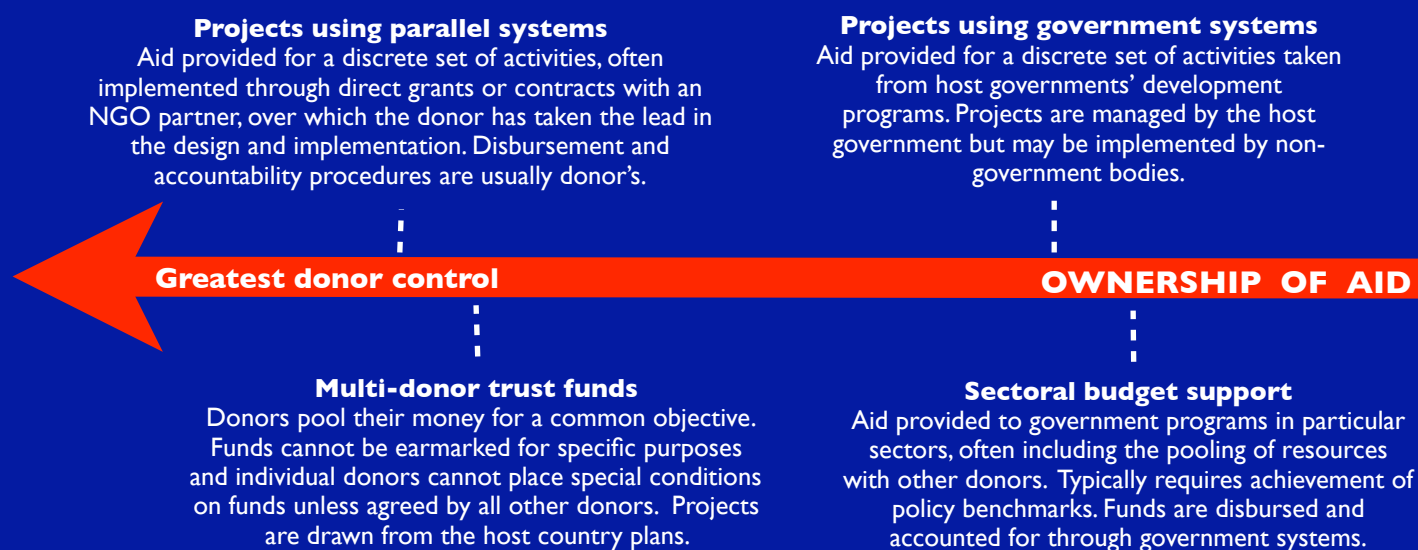 Projects using parallel systems
Aid provided for a discrete set of activities, often
implemented through direct grants or contracts with an
NGO partner, over which the donor has taken the lead in
the design and implementation. Disbursement and
accountability procedures are usually donor's.
Projects using government systems
Aid provided for a discrete set of activities taken
from host governments' development
programs. Projects are managed by the host
government but may be implemented by non-
government bodies.
Greatest donor control
OWNERSHIP OF AID
Multi-donor trust funds
Donors pool their money for a common objective.
Funds cannot be earmarked for specific purposes
and individual donors cannot place special conditions
on funds unless agreed by all other donors. Projects
are drawn from the host country plans.
Sectoral budget support
Aid provided to government programs in particular
sectors, often including the pooling of resources
with other donors. Typically requires achievement of
policy benchmarks. Funds are disbursed and
accounted for through government systems.